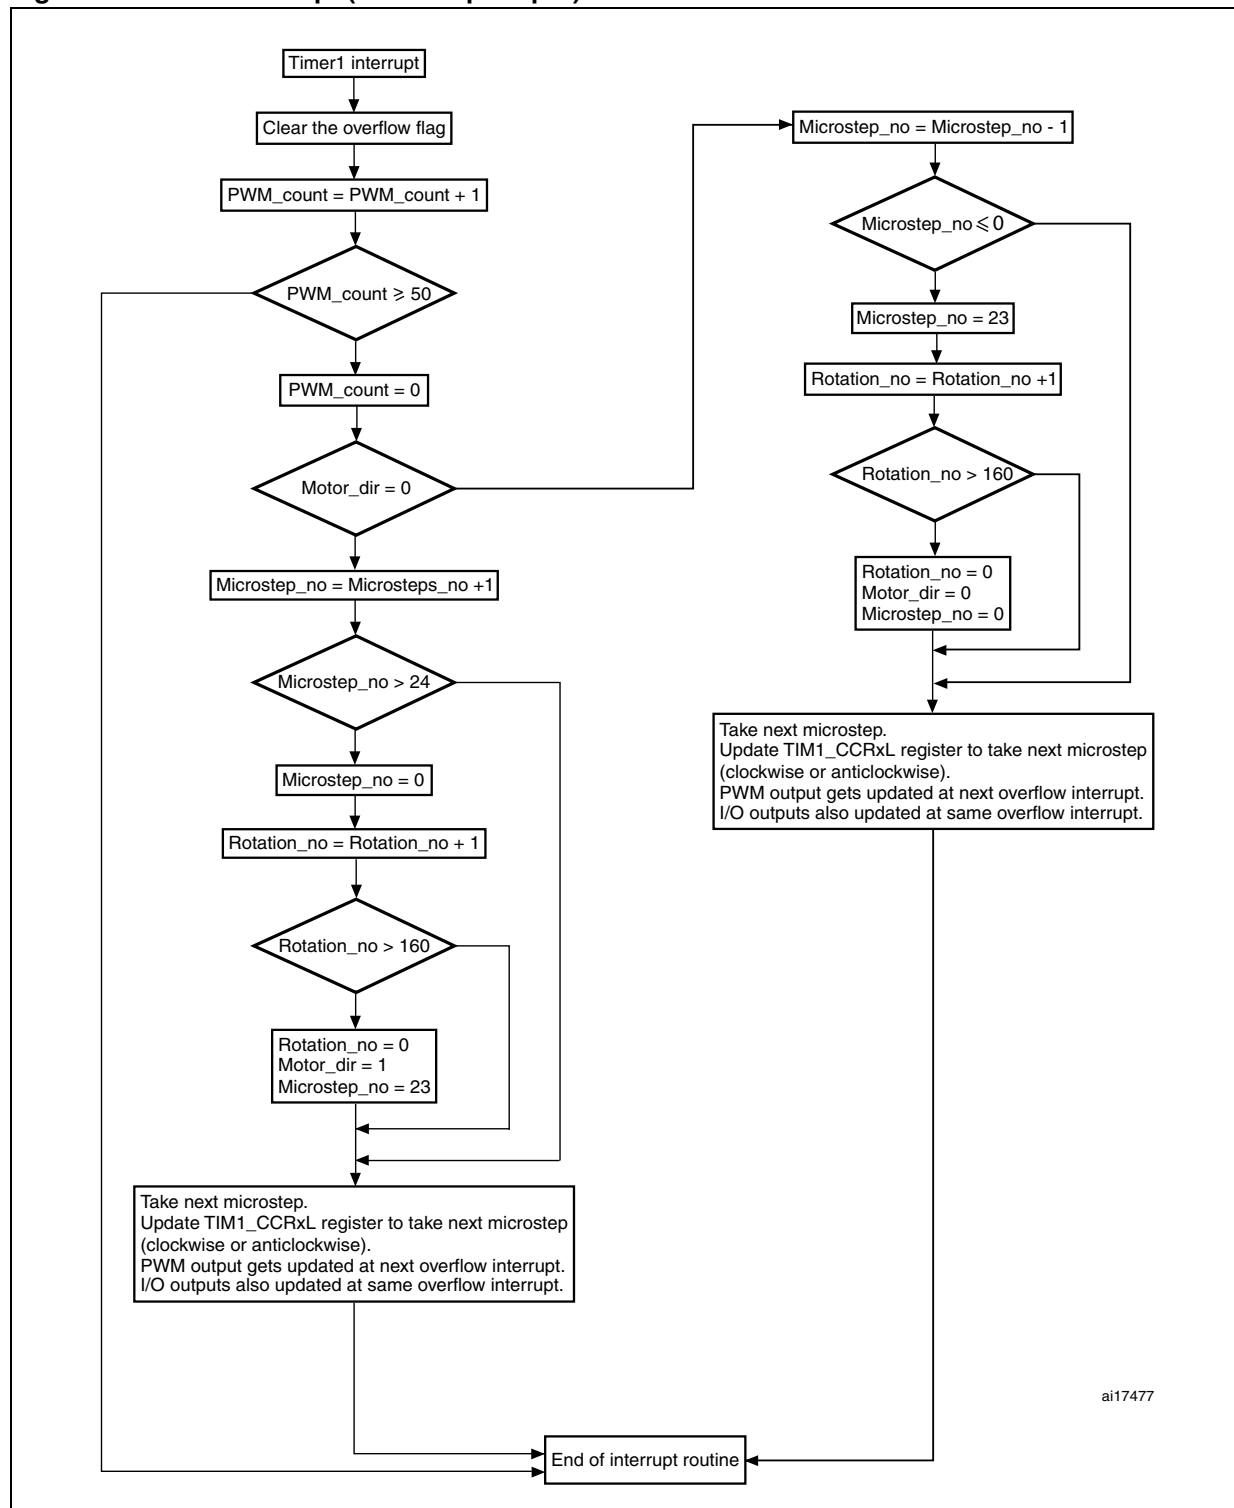 Timer1 interrupt
Clear the overflow flag
PWM_count = PWM_count + 1
PWM_count ⩾ 50
PWM_count = 0
Motor_dir = 0
Microstep_no = Microsteps_no +1
Microstep_no > 24
Microstep_no = 0
Rotation_no = Rotation_no + 1
Rotation_no > 160
Rotation_no = 0
Motor_dir = 1
Microstep_no = 23
Take next microstep.
Update TIM1_CCRxL register to take next microstep
(clockwise or anticlockwise).
PWM output gets updated at next overflow interrupt.
I/O outputs also updated at same overflow interrupt.
Microstep_no = Microstep_no - 1
Microstep_no ⩽ 0
Microstep_no = 23
Rotation_no = Rotation_no +1
Rotation_no > 160
Rotation_no = 0
Motor_dir = 0
Microstep_no = 0
Take next microstep.
Update TIM1_CCRxL register to take next microstep
(clockwise or anticlockwise).
PWM output gets updated at next overflow interrupt.
I/O outputs also updated at same overflow interrupt.
ai17477
End of interrupt routine